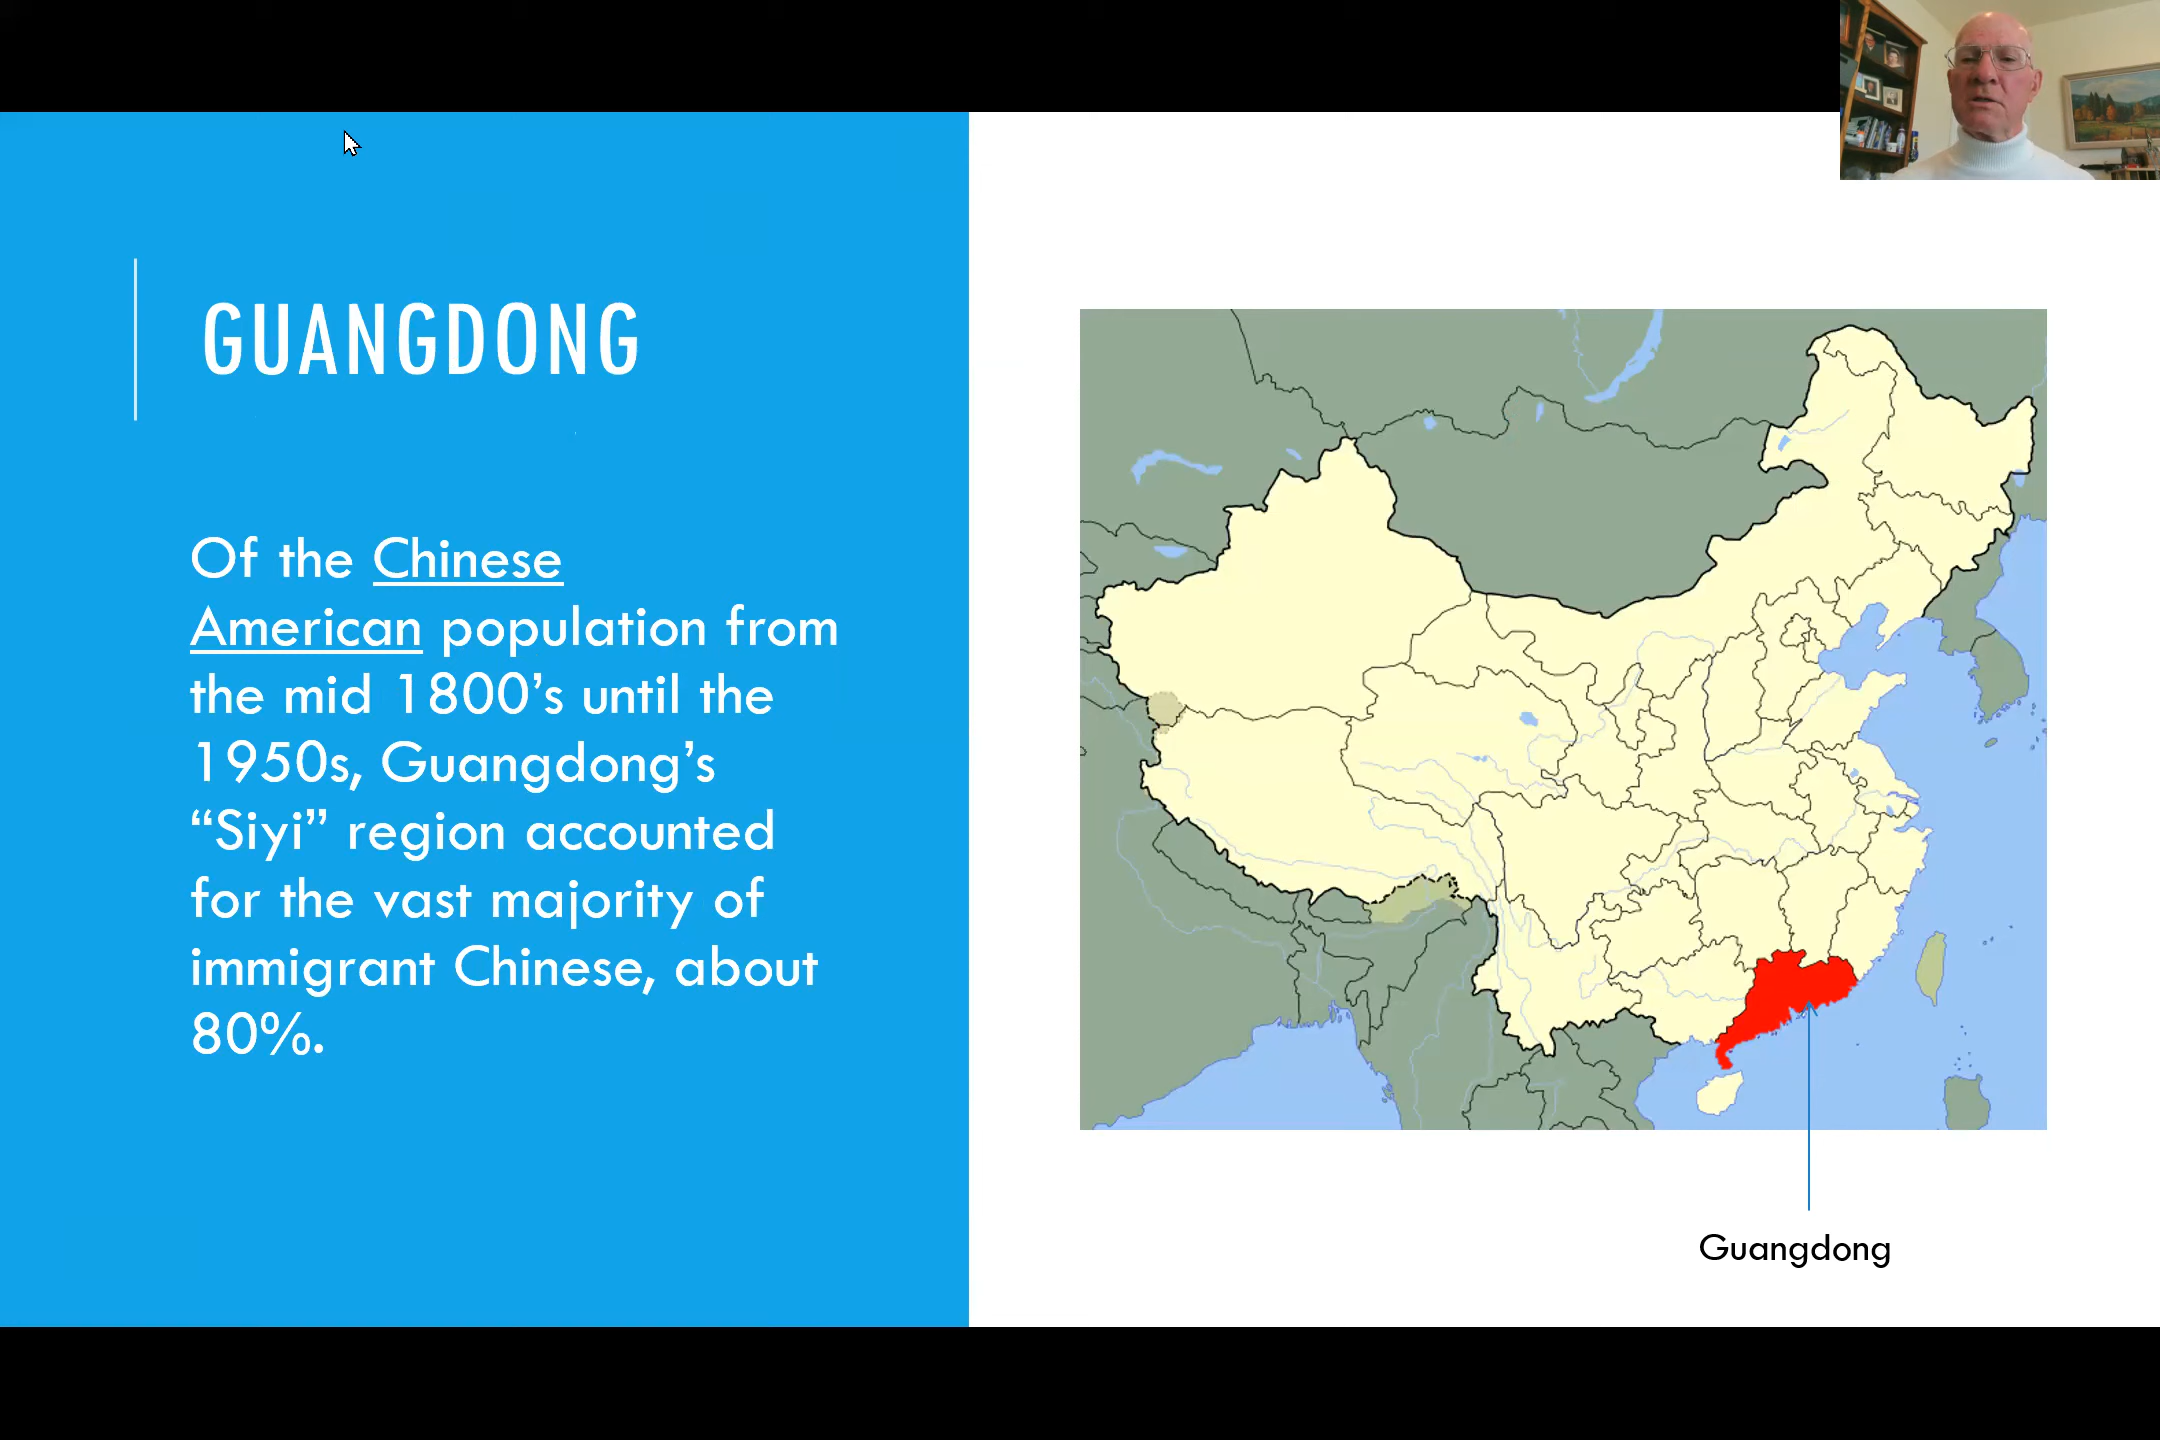 GUANGDONG
Of the Chinese
American population from
the mid 1800’s until the
1950s, Guangdong’s
“Siyi” region accounted
for the vast majority of
immigrant Chinese, about
80%.
Guangdong